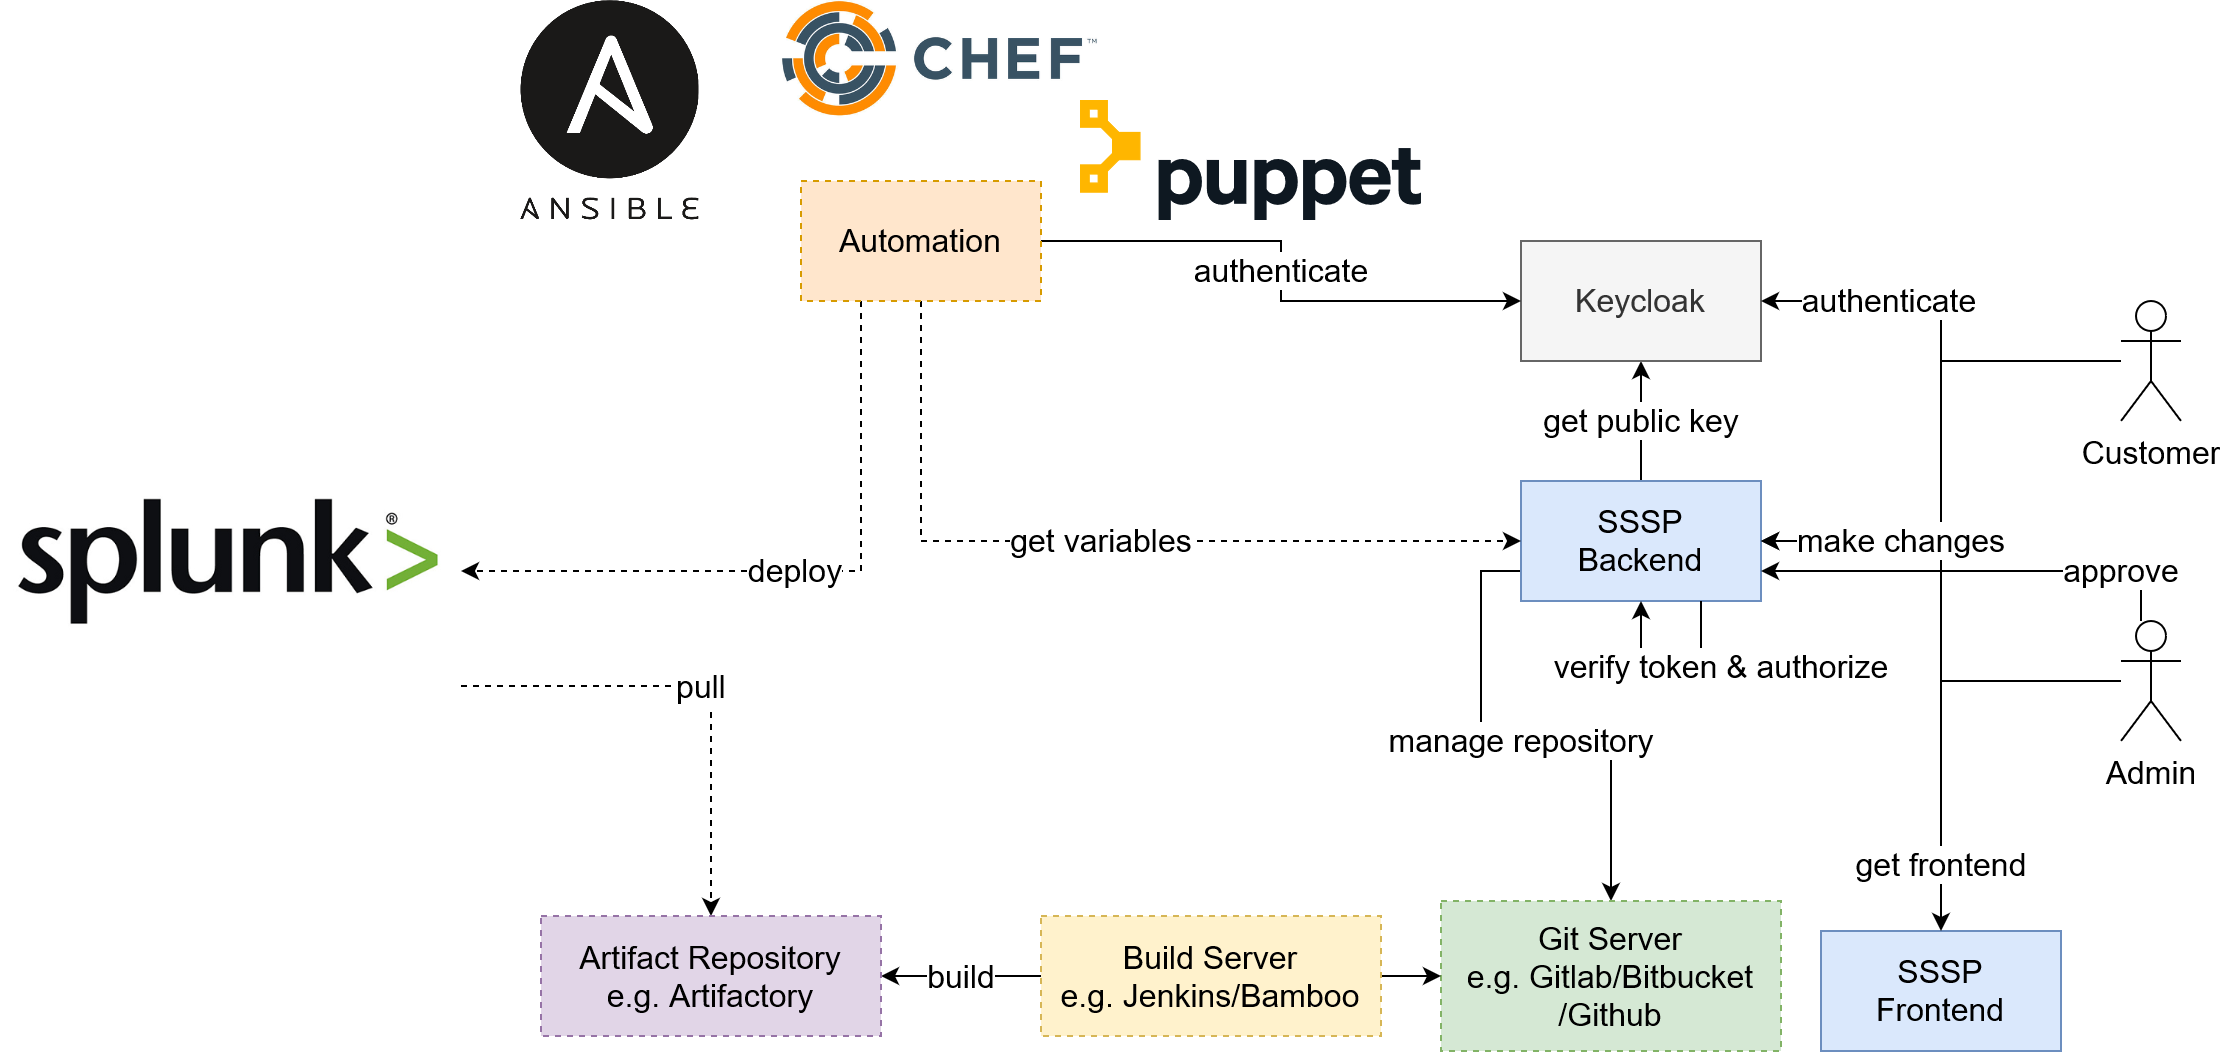 CHEF™
ANSIBLE
puppet
Automation
authenticate
Keycloak
authenticate
get public key
Customer
splunk>®
SSSP
Backend
get variables
make changes
deploy
approve
verify token & authorize
pull
manage repository
Admin
get frontend
Artifact Repository
e.g. Artifactory
build
Build Server
e.g. Jenkins/Bamboo
Git Server
e.g. Gitlab/Bitbucket
/Github
SSSP
Frontend